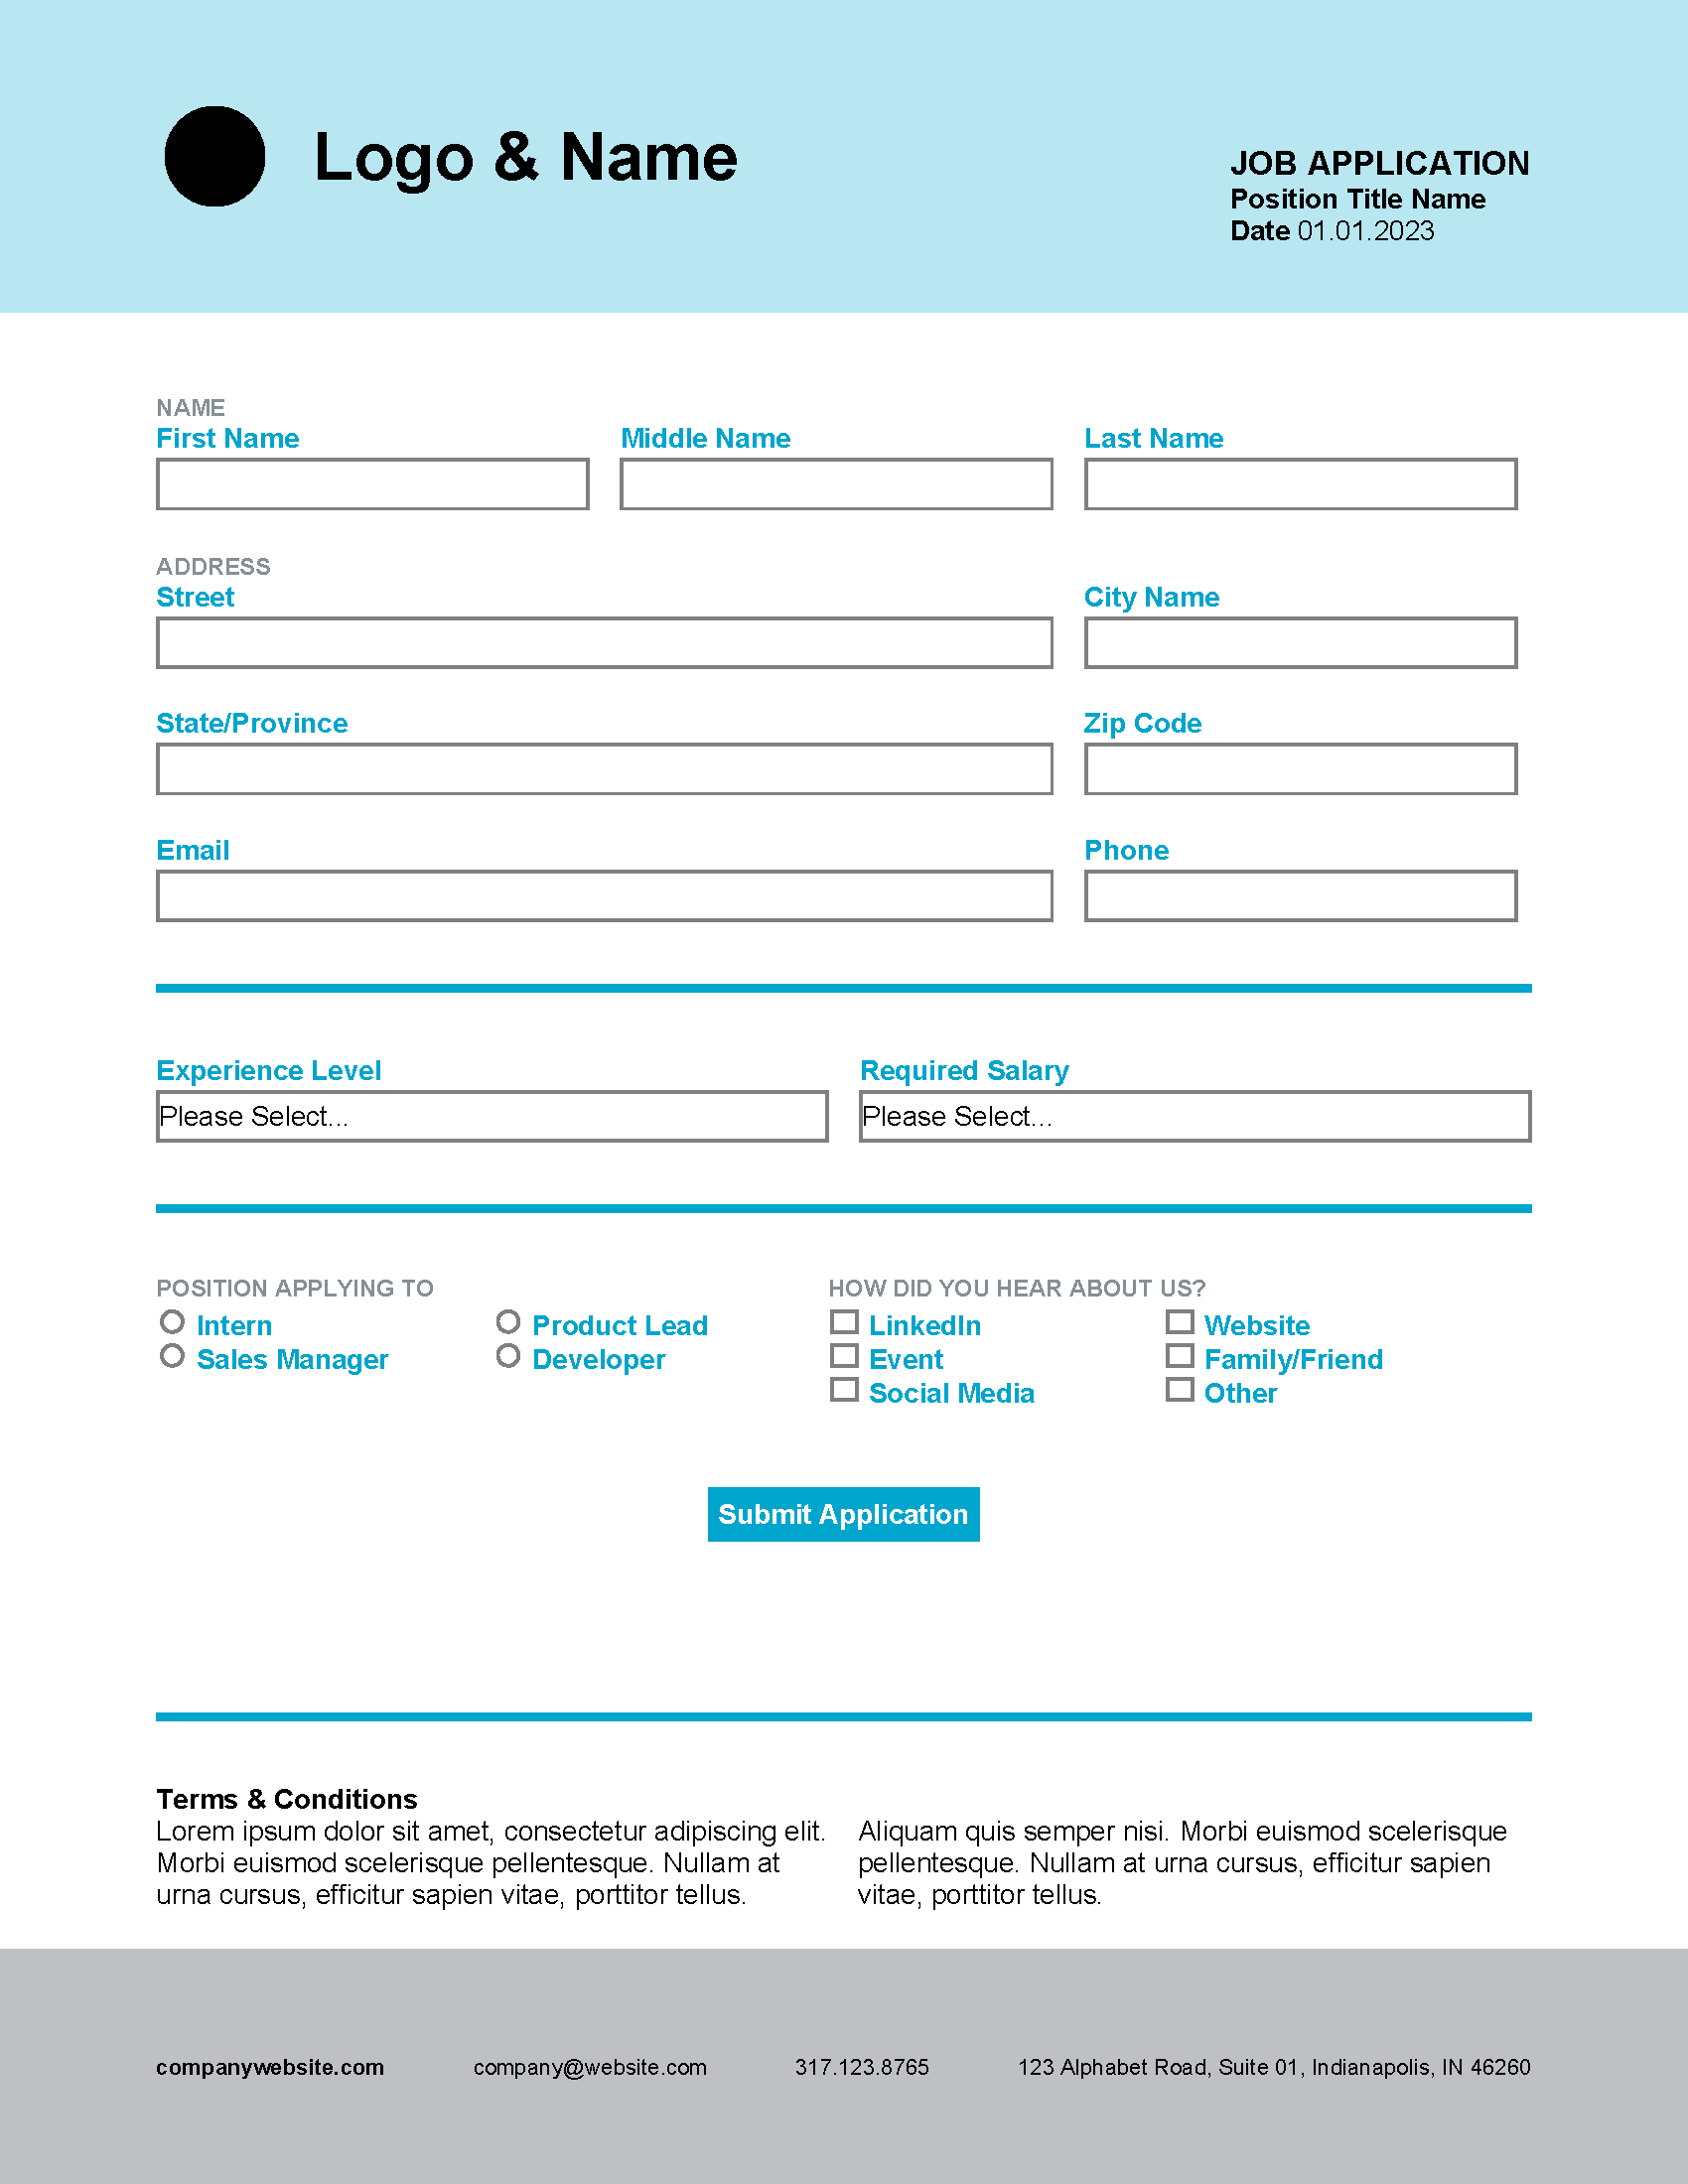 Logo & Name
JOB APPLICATION
Position Title Name
Date 01.01.2023
NAME
First Name
Middle Name
Last Name
ADDRESS
Street
City Name
State/Province
Zip Code
Email
Phone
Experience Level
Required Salary
Please Select...
Please Select...
POSITION APPLYING TO
Intern
Product Lead
Sales Manager
Developer
HOW DID YOU HEAR ABOUT US?
LinkedIn
Website
Event
Family/Friend
Social Media
Other
Submit Application
Terms & Conditions
Lorem ipsum dolor sit amet, consectetur adipiscing elit.
Morbi euismod scelerisque pellentesque. Nullam at
urna cursus, efficitur sapien vitae, porttitor tellus.
Aliquam quis semper nisi. Morbi euismod scelerisque
pellentesque. Nullam at urna cursus, efficitur sapien
vitae, porttitor tellus.
companywebsite.com
company@website.com
317.123.8765
123 Alphabet Road, Suite 01, Indianapolis, IN 46260